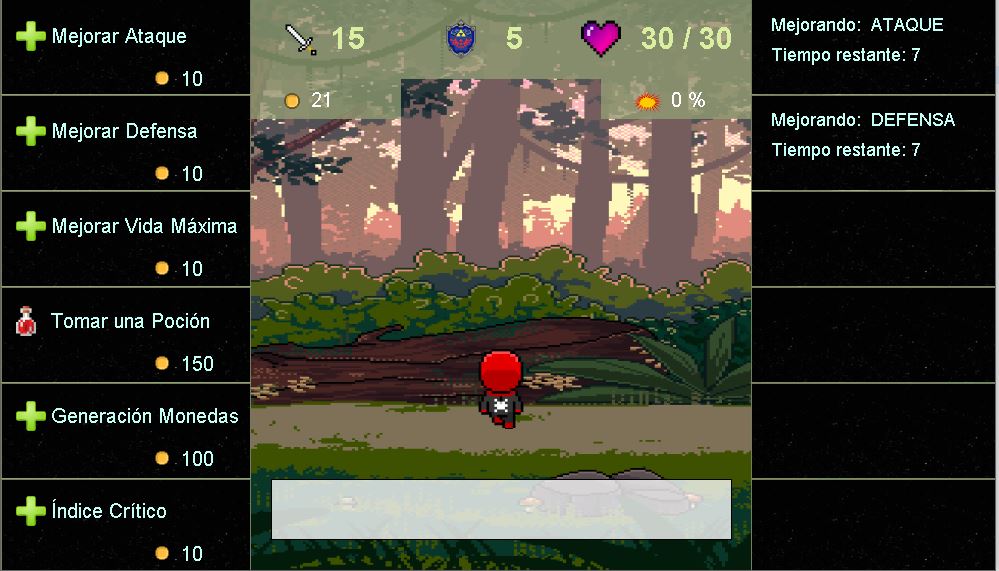 Mejorar Ataque
10
Mejorar Defensa
10
Mejorar Vida Máxima
10
Tomar una Poción
150
Generación Monedas
100
Índice Crítico
10
15
5
30 / 30
21
0 %
Mejorando: ATAQUE
Tiempo restante: 7
Mejorando: DEFENSA
Tiempo restante: 7